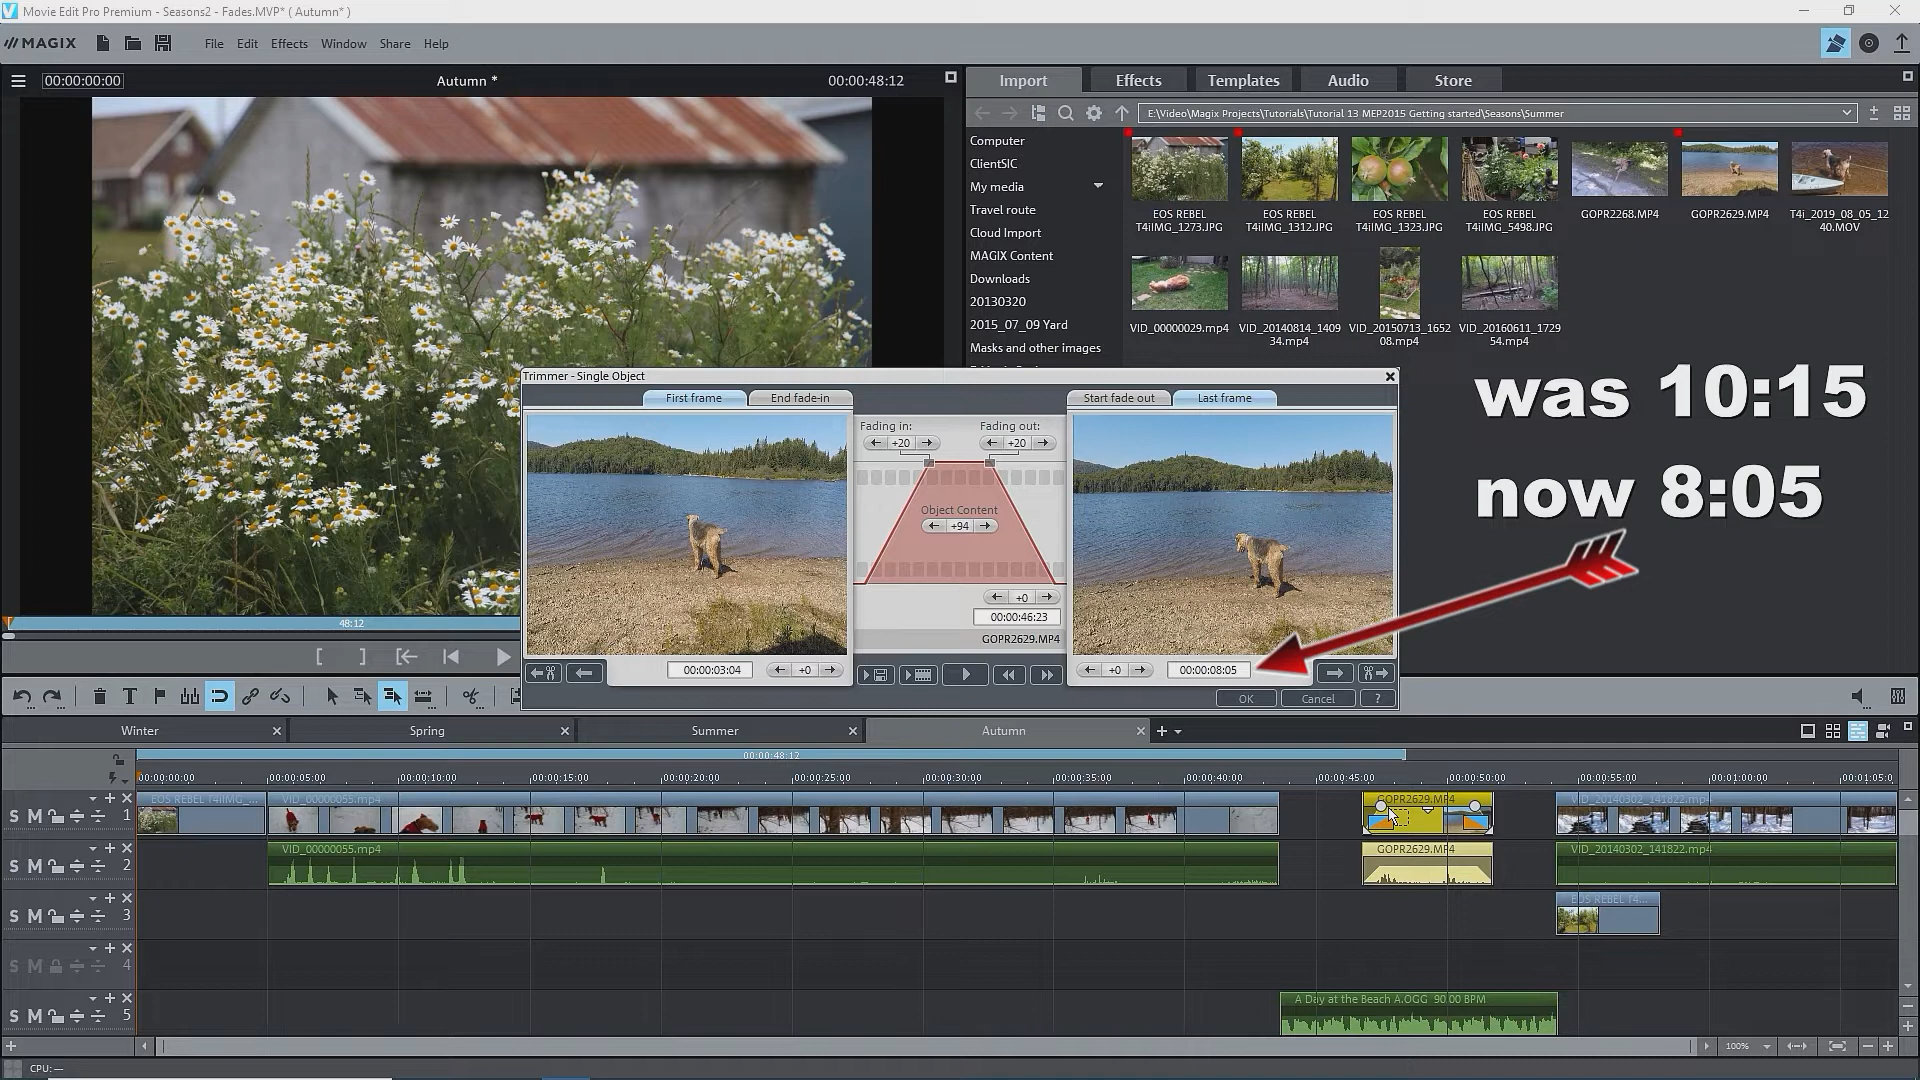 Movie Edit Pro Premium - Seasons2 - Fades.MVP* ( Autumn* )
MAGIX
File Edit Effects Window Share Help
00:00:00:00
Autumn *
00:00:48:12
Import
Effects
Templates
Audio
Store
E:\Video\Magix Projects\Tutorials\Tutorial 13 MEP2015 Getting started\Seasons\Summer
Computer
ClientSIC
My media
Travel route
Cloud Import
MAGIX Content
Downloads
20130320
2015_07_09 Yard
Masks and other images
EOS REBEL
T4iIMG_1273.JPG
EOS REBEL
T4iIMG_1312.JPG
EOS REBEL
T4iIMG_1323.JPG
EOS REBEL
T4iIMG_5498.JPG
GOPR2268.MP4
GOPR2629.MP4
T4i_2019_08_05_12
40.MOV
VID_00000029.mp4
VID_20140814_1409
34.mp4
VID_20150713_1652
08.mp4
VID_20160611_1729
54.mp4
was 10:15
now 8:05
Trimmer - Single Object
First frame
End fade-in
Start fade out
Last frame
Fading in:
+20
Fading out:
+20
Object Content
+94
+0
00:00:46:23
GOPR2629.MP4
00:00:03:04
+0
+0
00:00:08:05
OK
Cancel
?
48:12
Winter
Spring
Summer
Autumn
00:00:48:12
00:00:00:00
00:00:05:00
00:00:10:00
00:00:15:00
00:00:20:00
00:00:25:00
00:00:30:00
00:00:35:00
00:00:40:00
00:00:45:00
00:00:50:00
00:00:55:00
00:01:00:00
00:01:05:0
S M 1
EOS REBEL T4iIMG_...
VID_00000055.mp4
GOPR2629.MP4
VID_20140302_141822.mp4
S M 2
VID_00000055.mp4
GOPR2629.MP4
VID_20140302_141822.mp4
S M 3
EOS REBEL T4...
S M 4
S M 5
A Day at the Beach A.OGG 90.00 BPM
100%
CPU: —